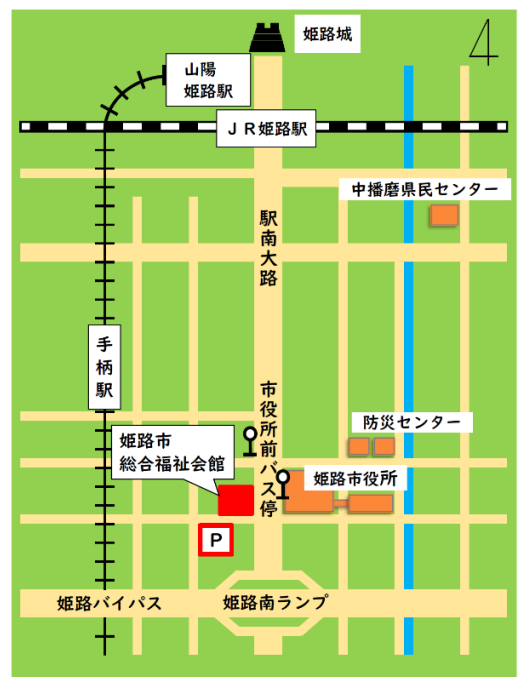 姫路城
山陽
姫路駅
ＪＲ姫路駅
中播磨県民センター
駅南大路
手柄駅
市役所前バス停
防災センター
姫路市
総合福祉会館
姫路市役所
P
姫路バイパス
姫路南ランプ